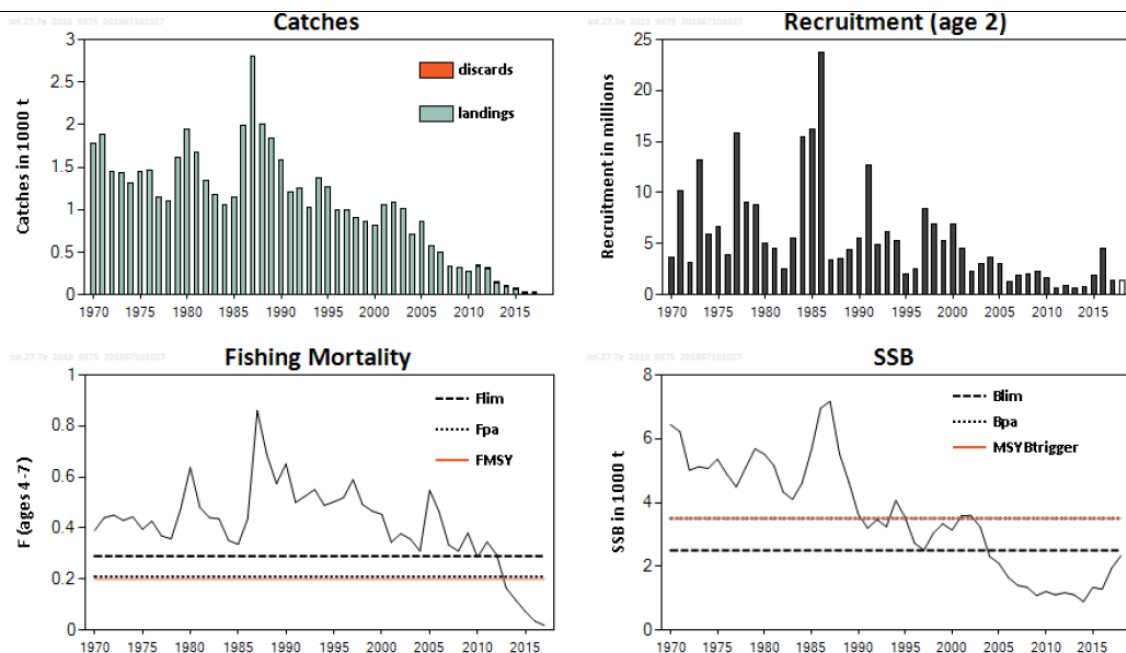 Catches
3
2.5
2
1.5
1
0.5
0
Catches in 1000 t
discards
landings
1970 1975 1980 1985 1990 1995 2000 2005 2010 2015
Recruitment (age 2)
25
20
15
10
5
0
Recruitment in millions
1970 1975 1980 1985 1990 1995 2000 2005 2010 2015
Fishing Mortality
1
0.8
0.6
0.4
0.2
0
F (ages 4-7)
Flim
Fpa
FMSY
1970 1975 1980 1985 1990 1995 2000 2005 2010 2015
SSB
8
6
4
2
0
SSB in 1000 t
Blim
Bpa
MSYBtrigger
1970 1975 1980 1985 1990 1995 2000 2005 2010 2015